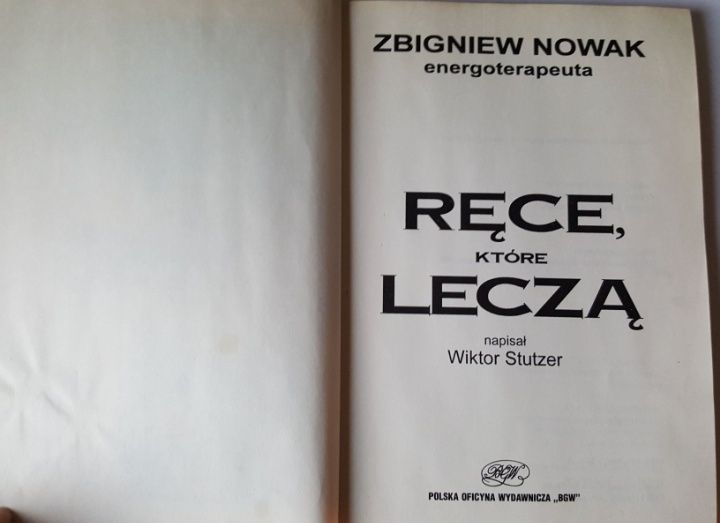 ZBIGNIEW NOWAK
energoterapeuta
RĘCE,
KTÓRE
LECZĄ
napisał
Wiktor Stutzer
BGW
POLSKA OFICYNA WYDAWNICZA „BGW"